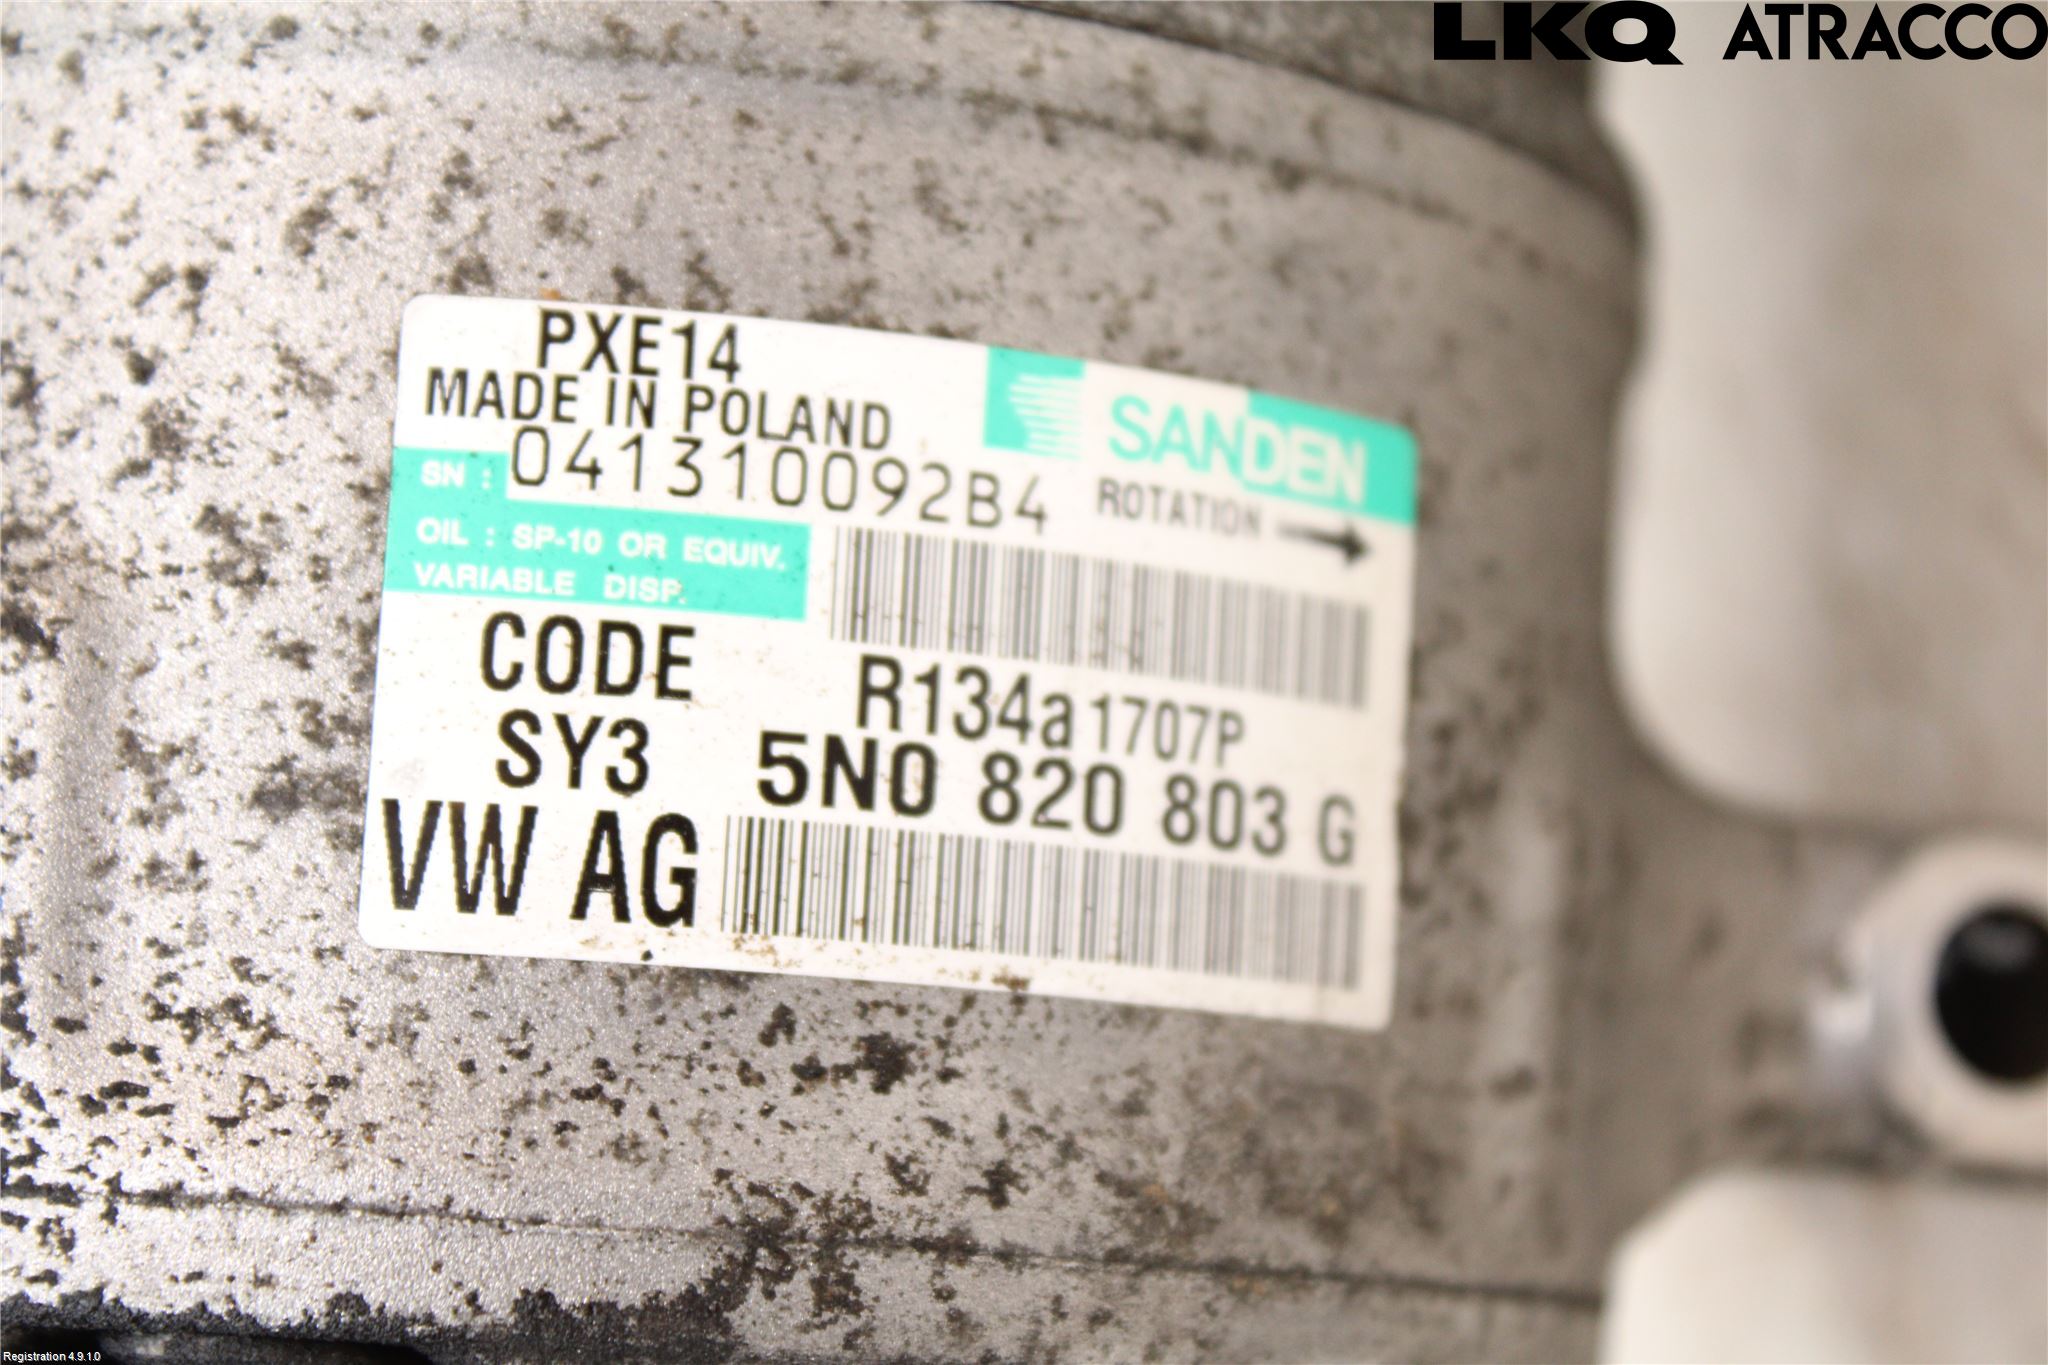 LKQ ATRACCO
PXE14
MADE IN POLAND
SANDEN
SN : 041310092B4
ROTATION
OIL : SP-10 OR EQUIV.
VARIABLE DISP.
CODE
R134a 1707P
SY3
5N0 820 803 G
VW AG
Registration 4.9.1.0